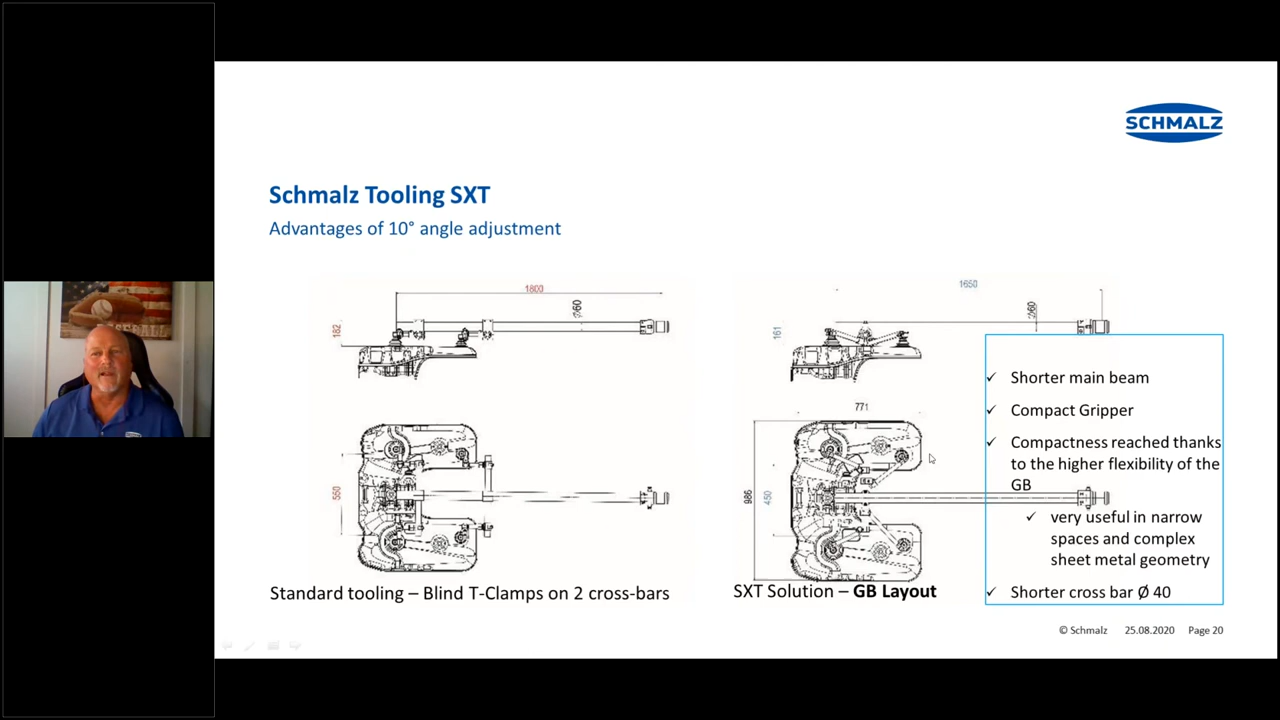 SCHMALZ
Schmalz Tooling SXT
Advantages of 10° angle adjustment
1800
182
560
Standard tooling – Blind T-Clamps on 2 cross-bars
1650
161
771
986
450
SXT Solution – GB Layout
✓ Shorter main beam
✓ Compact Gripper
✓ Compactness reached thanks
to the higher flexibility of the
GB
✓ very useful in narrow
spaces and complex
sheet metal geometry
✓ Shorter cross bar Ø 40
© Schmalz 25.08.2020 Page 20